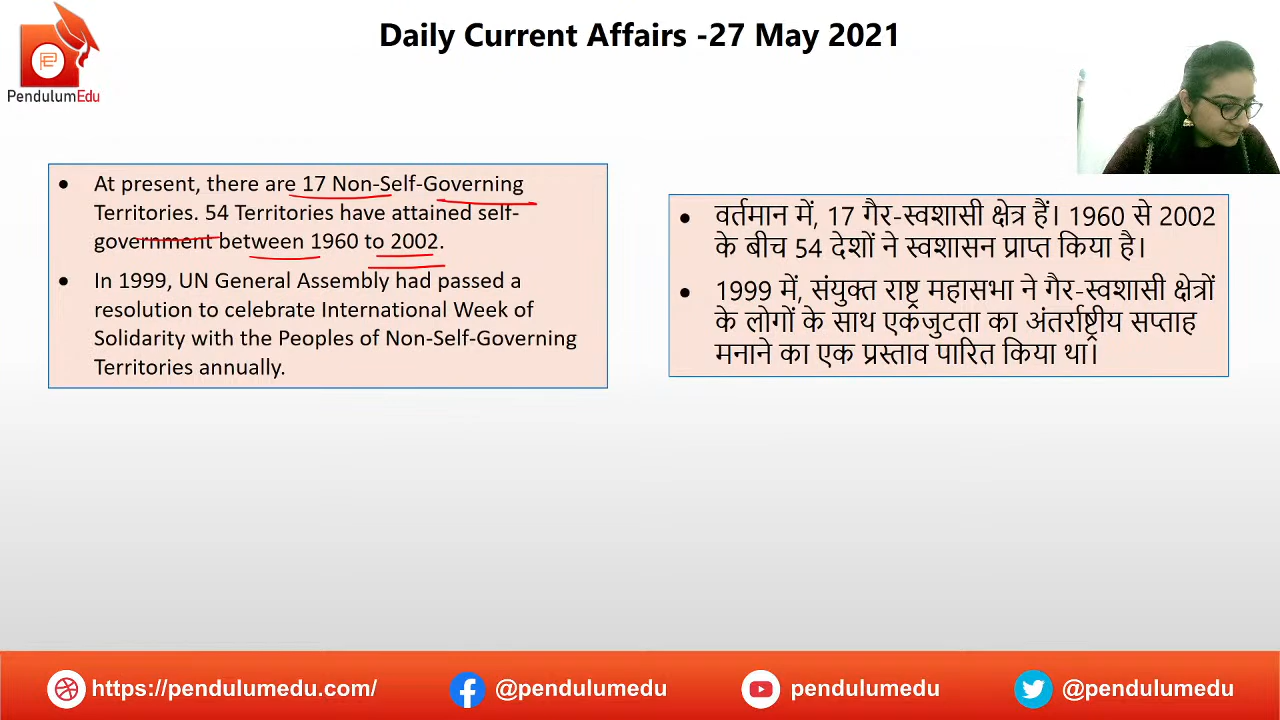 Daily Current Affairs -27 May 2021
PendulumEdu
• At present, there are 17 Non-Self-Governing
Territories. 54 Territories have attained self-
government between 1960 to 2002.
• In 1999, UN General Assembly had passed a
resolution to celebrate International Week of
Solidarity with the Peoples of Non-Self-Governing
Territories annually.
• वर्तमान में, 17 गैर-स्वशासी क्षेत्र हैं। 1960 से 2002
के बीच 54 देशों ने स्वशासन प्राप्त किया है।
• 1999 में, संयुक्त राष्ट्र महासभा ने गैर-स्वशासी क्षेत्रों
के लोगों के साथ एकजुटता का अंतर्राष्ट्रीय सप्ताह
मनाने का एक प्रस्ताव पारित किया था।
https://pendulumedu.com/
@pendulumedu
pendulumedu
@pendulumedu